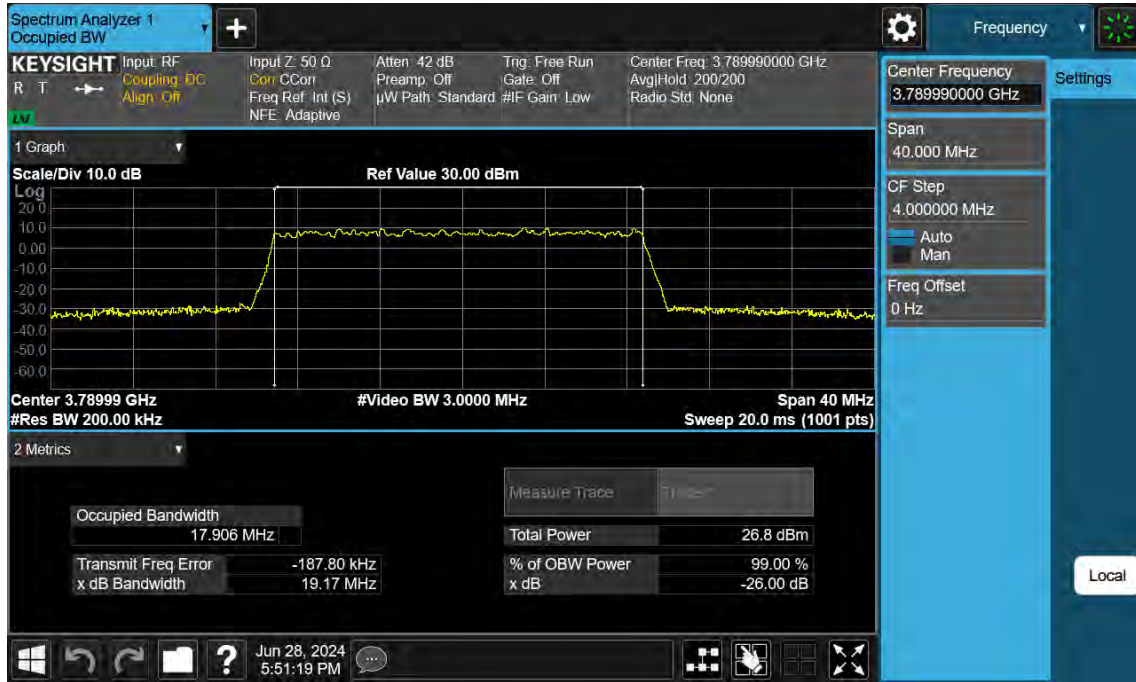 Spectrum Analyzer 1
Occupied BW
Frequency
KEYSIGHT
R T
Input: RF
Coupling: DC
Align: Off
Input Z: 50 Ω
Corr CCorr
Freq Ref: Int (S)
NFE: Adaptive
Atten: 42 dB
Preamp: Off
µW Path: Standard
Trig: Free Run
Gate: Off
#IF Gain: Low
Center Freq: 3.789990000 GHz
Avg|Hold: 200/200
Radio Std: None
Center Frequency
3.789990000 GHz
Settings
Span
40.000 MHz
CF Step
4.000000 MHz
Auto
Man
Freq Offset
0 Hz
Local
1 Graph
Scale/Div 10.0 dB
Ref Value 30.00 dBm
Log
20.0
10.0
0.00
-10.0
-20.0
-30.0
-40.0
-50.0
-60.0
Center 3.78999 GHz
#Video BW 3.0000 MHz
Span 40 MHz
#Res BW 200.00 kHz
Sweep 20.0 ms (1001 pts)
2 Metrics
Measure Trace
Occupied Bandwidth
17.906 MHz
Total Power 26.8 dBm
Transmit Freq Error -187.80 kHz
% of OBW Power 99.00 %
x dB Bandwidth 19.17 MHz
x dB -26.00 dB
?
Jun 28, 2024
5:51:19 PM